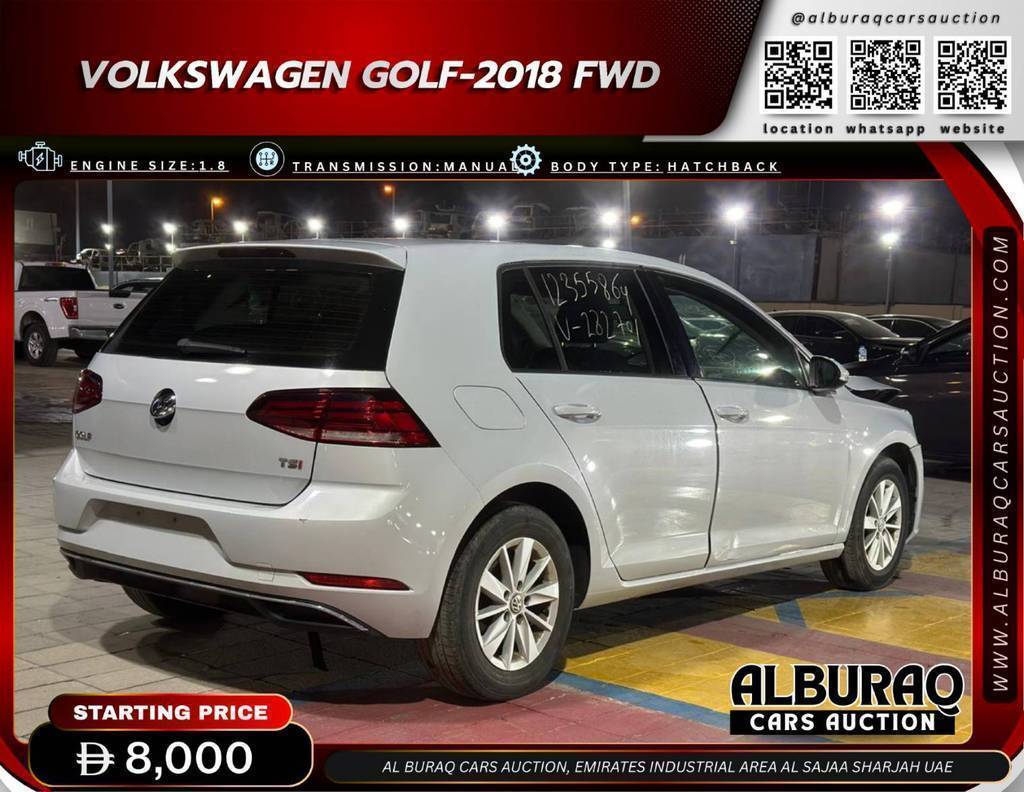 @alburaqcarsauction
VOLKSWAGEN GOLF-2018 FWD
location whatsapp website
ENGINE SIZE:1.8
TRANSMISSION:MANUAL
BODY TYPE: HATCHBACK
WWW.ALBURAQCARSAUCTION.COM
12355864
V-282701
GOLF
TSI
ALBURAQ
CARS AUCTION
STARTING PRICE
8,000
AL BURAQ CARS AUCTION, EMIRATES INDUSTRIAL AREA AL SAJAA SHARJAH UAE